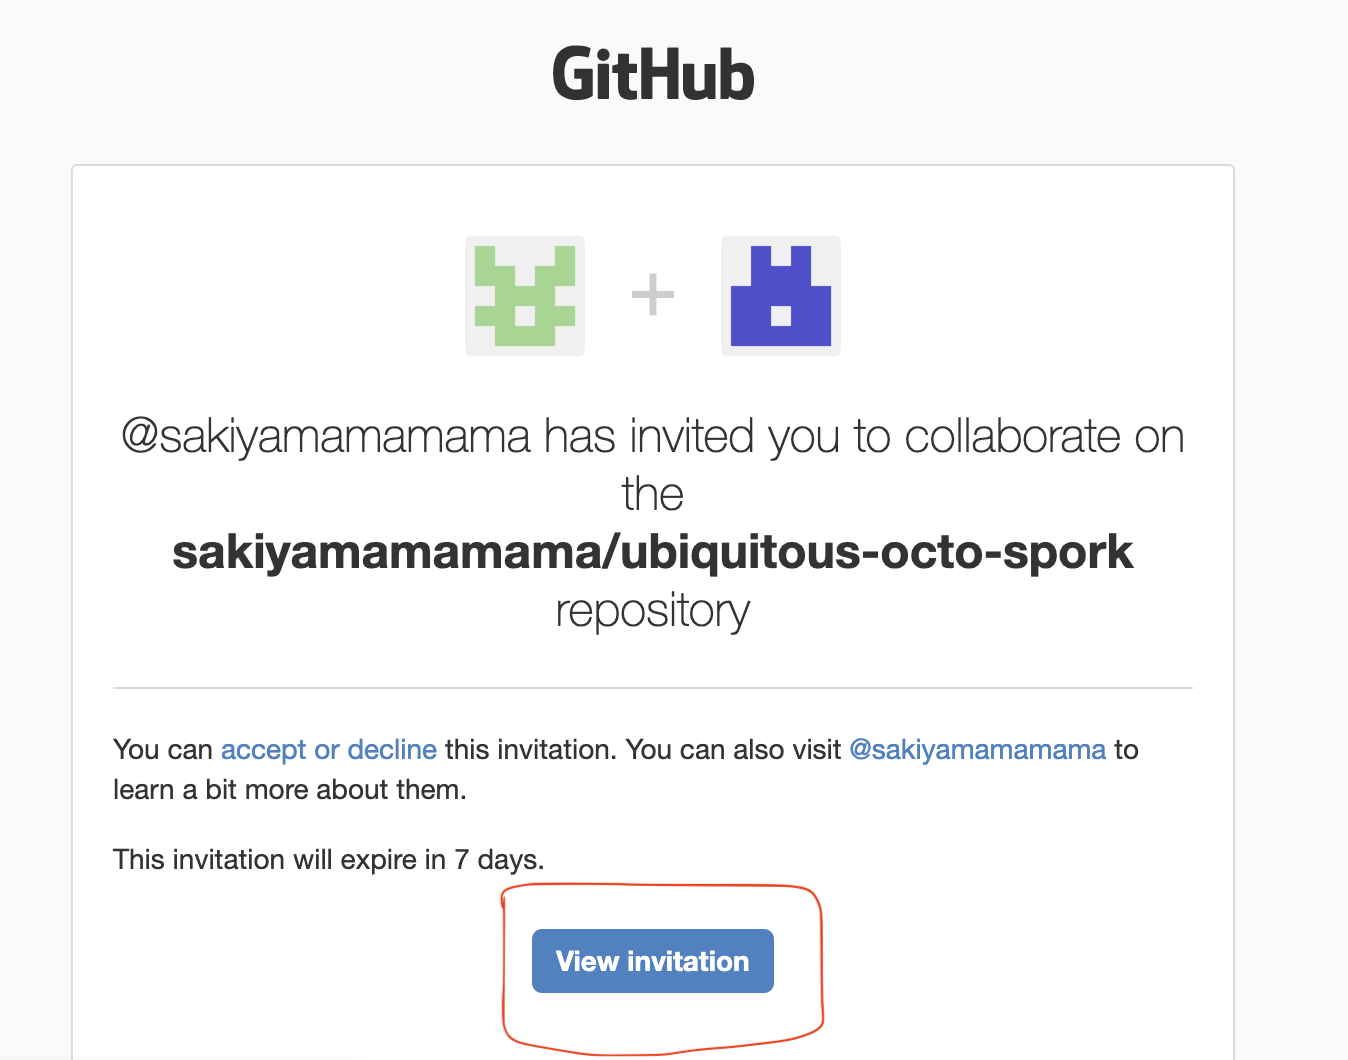 GitHub
@sakiyamamamama has invited you to collaborate on
the
sakiyamamamama/ubiquitous-octo-spork
repository
You can accept or decline this invitation. You can also visit @sakiyamamamama to
learn a bit more about them.
This invitation will expire in 7 days.
View invitation